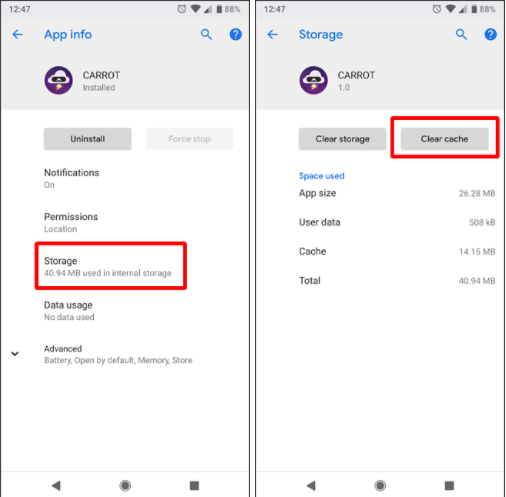 12:47
88%
App info
CARROT
Installed
Uninstall
Force stop
Notifications
On
Permissions
Location
Storage
40.94 MB used in internal storage
Data usage
No data used
Advanced
Battery, Open by default, Memory, Store
12:47
88%
Storage
CARROT
1.0
Clear storage
Clear cache
Space used
App size 26.28 MB
User data 508 kB
Cache 14.15 MB
Total 40.94 MB